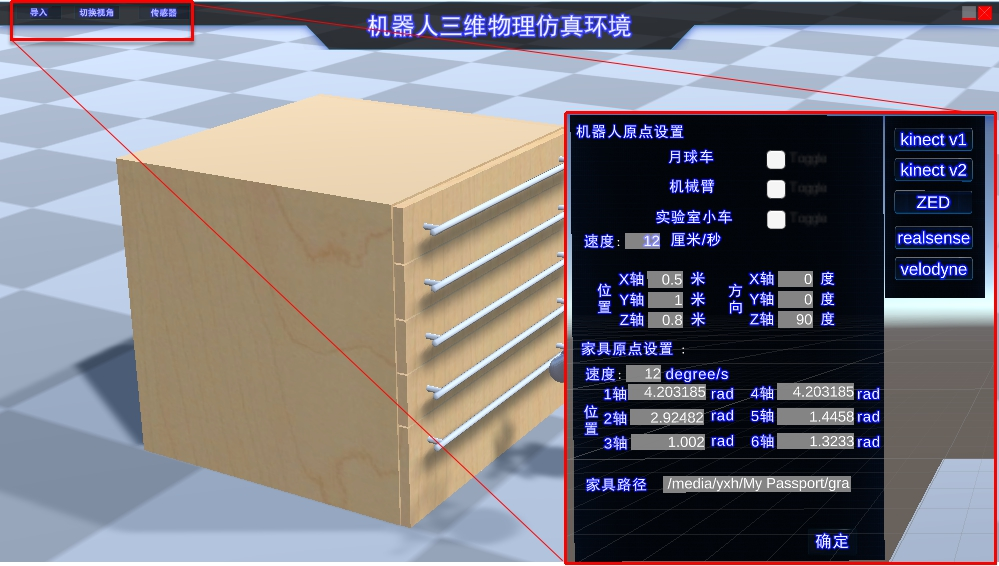 导入 切换视角 传感器
机器人三维物理仿真环境
机器人原点设置
月球车 Toggle
机械臂 Toggle
实验室小车 Toggle
速度: 12 厘米/秒
位置 方向
X轴 0.5 米 X轴 0 度
Y轴 1 米 Y轴 0 度
Z轴 0.8 米 Z轴 90 度
家具原点设置 :
速度: 12 degree/s
位置
1轴 4.203185 rad 4轴 4.203185 rad
2轴 2.92482 rad 5轴 1.4458 rad
3轴 1.002 rad 6轴 1.3233 rad
家具路径 /media/yxh/My Passport/gra
确定
kinect v1
kinect v2
ZED
realsense
velodyne